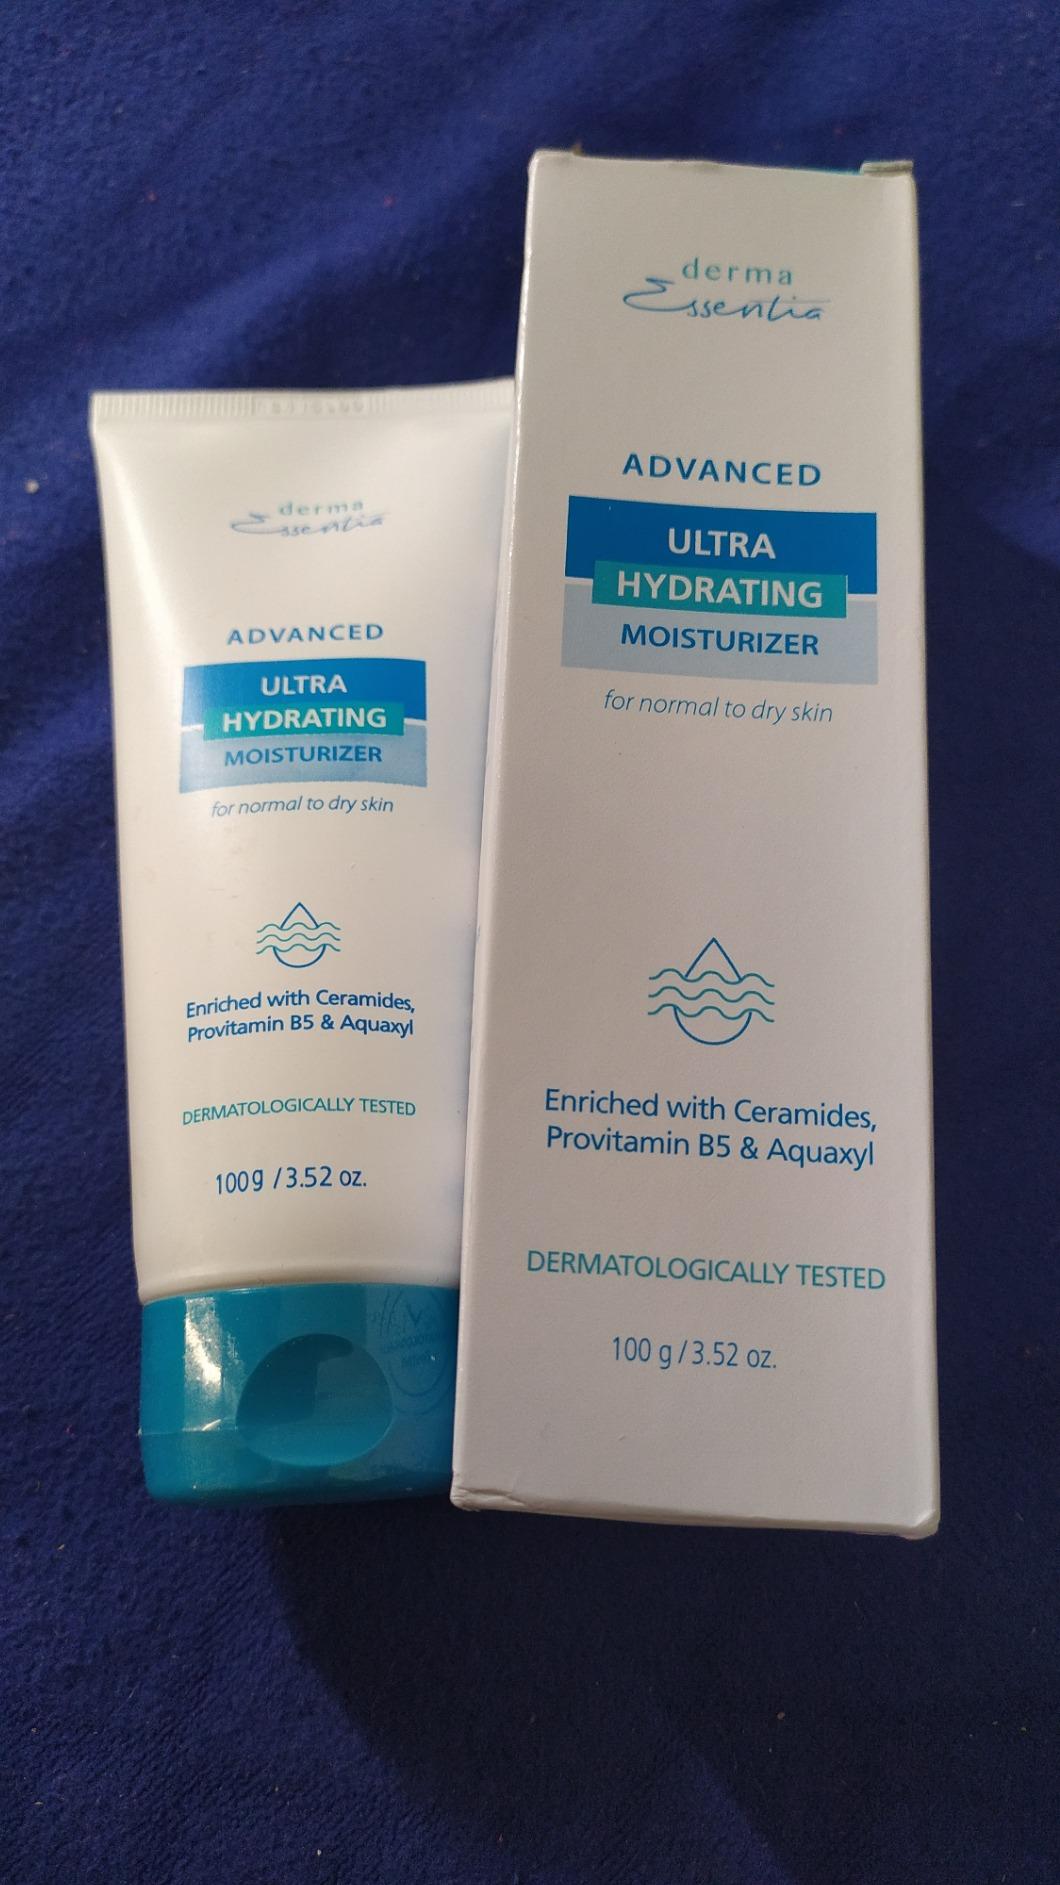 derma
Essentia
ADVANCED
ULTRA
HYDRATING
MOISTURIZER
for normal to dry skin
Enriched with Ceramides,
Provitamin B5 & Aquaxyl
DERMATOLOGICALLY TESTED
100g / 3.52 oz.
derma
Essentia
ADVANCED
ULTRA
HYDRATING
MOISTURIZER
for normal to dry skin
Enriched with Ceramides,
Provitamin B5 & Aquaxyl
DERMATOLOGICALLY TESTED
100 g / 3.52 oz.